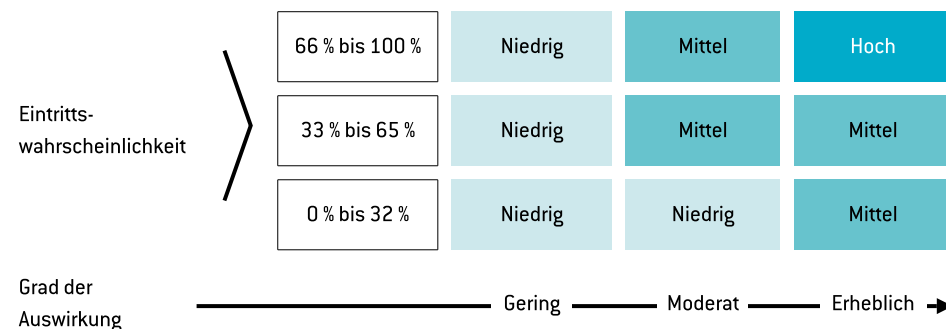 66 % bis 100 % Niedrig Mittel Hoch
Eintritts-
wahrscheinlichkeit
33 % bis 65 % Niedrig Mittel Mittel
0 % bis 32 % Niedrig Niedrig Mittel
Grad der
Auswirkung
Gering Moderat Erheblich